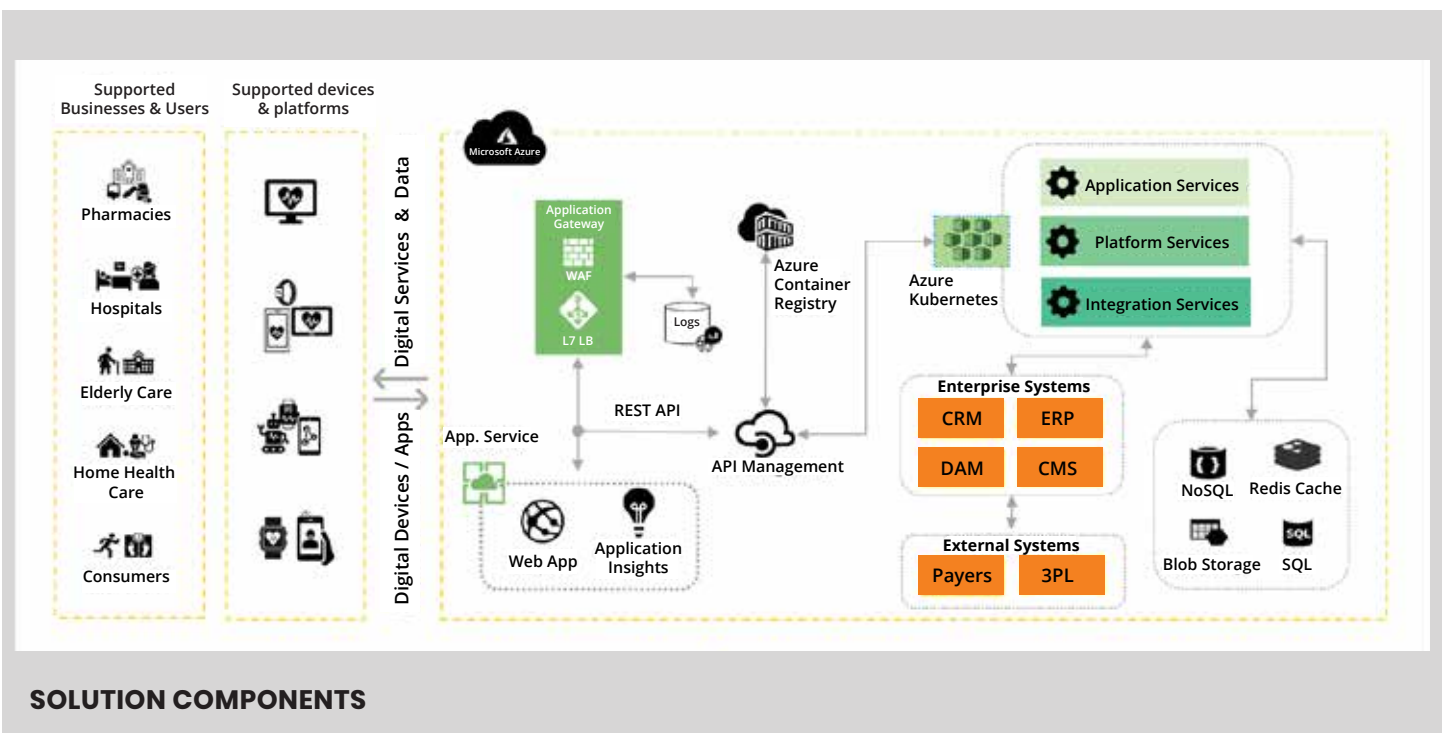 Supported
Businesses & Users
Pharmacies
Hospitals
Elderly Care
Home Health
Care
Consumers
Supported devices
& platforms
Digital Services & Data
Digital Devices / Apps
Microsoft Azure
Application
Gateway
WAF
L7 LB
Logs
REST API
App. Service
Web App
Application
Insights
Azure
Container
Registry
API Management
Azure
Kubernetes
Application Services
Platform Services
Integration Services
Enterprise Systems
CRM
ERP
DAM
CMS
External Systems
Payers
3PL
NoSQL
Redis Cache
Blob Storage
SQL
SQL
SOLUTION COMPONENTS